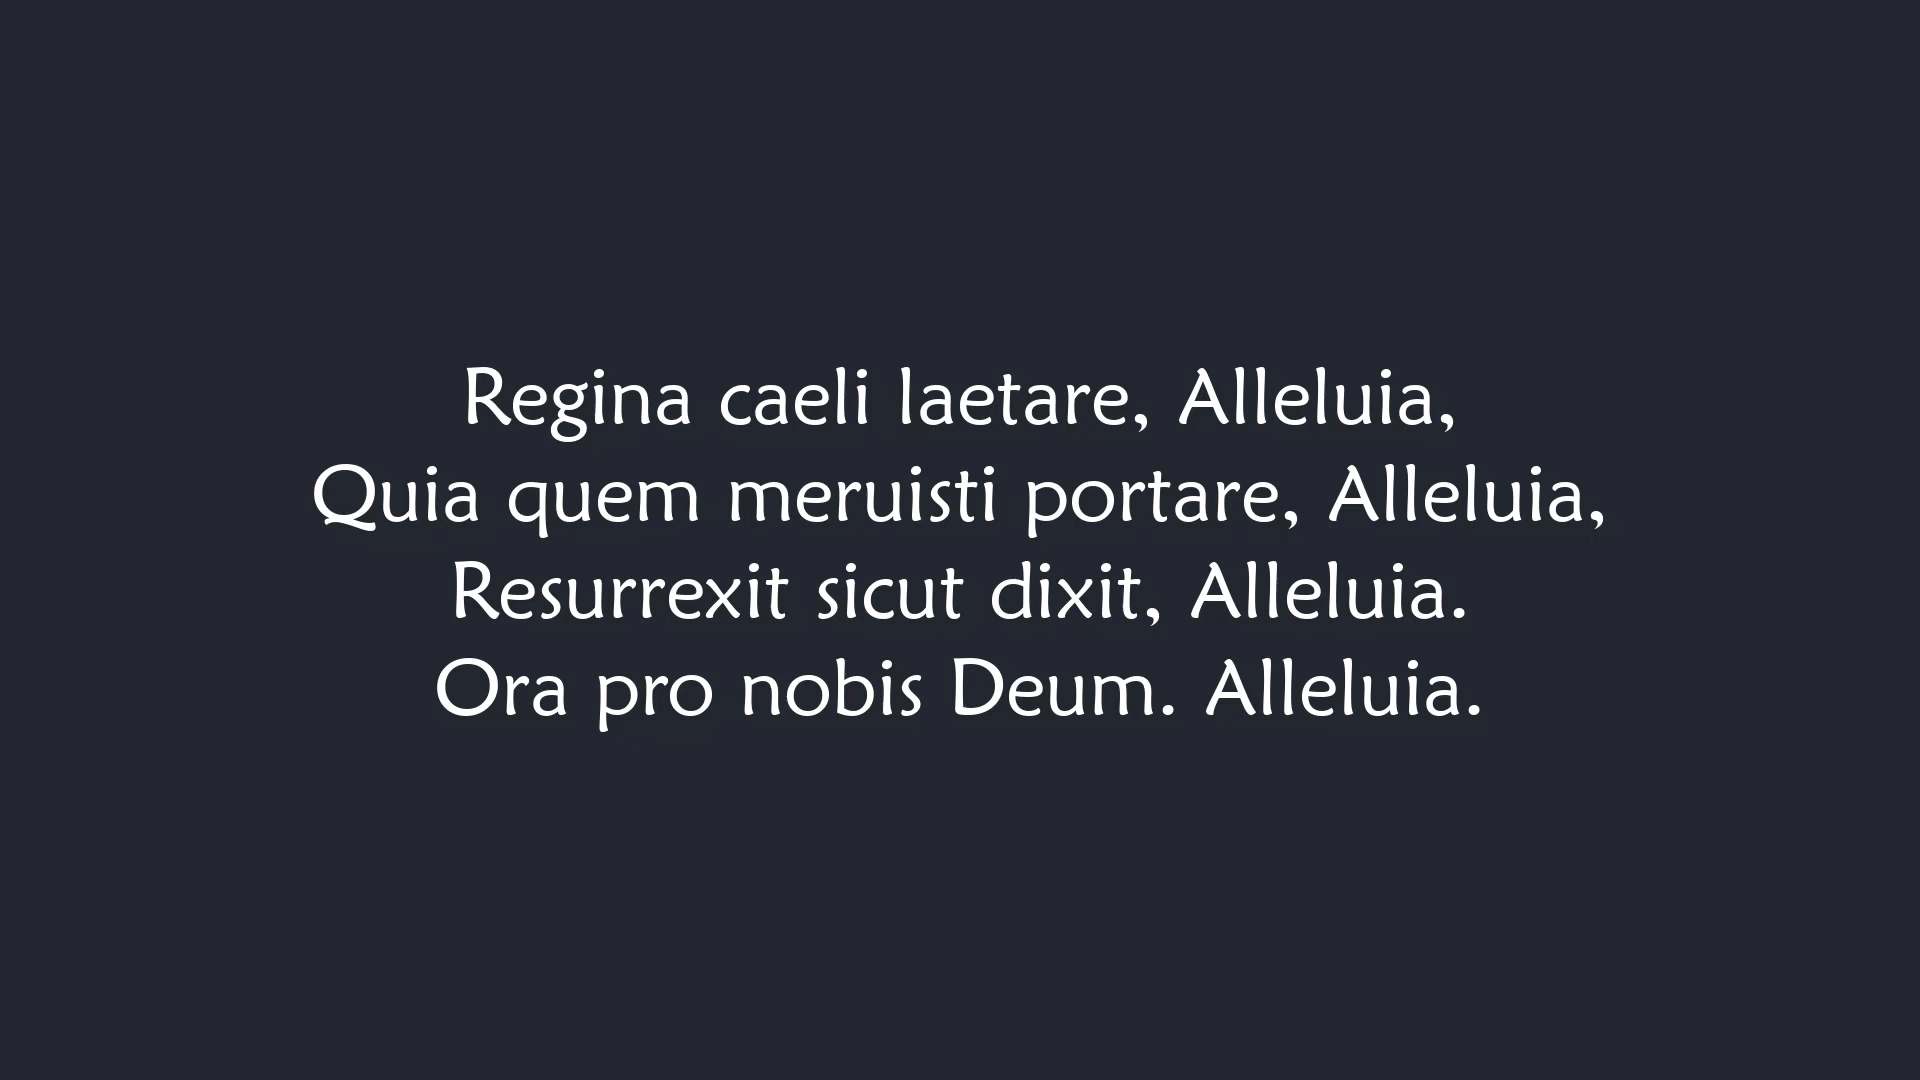 Regina caeli laetare, Alleluia,
Quia quem meruisti portare, Alleluia,
Resurrexit sicut dixit, Alleluia.
Ora pro nobis Deum. Alleluia.